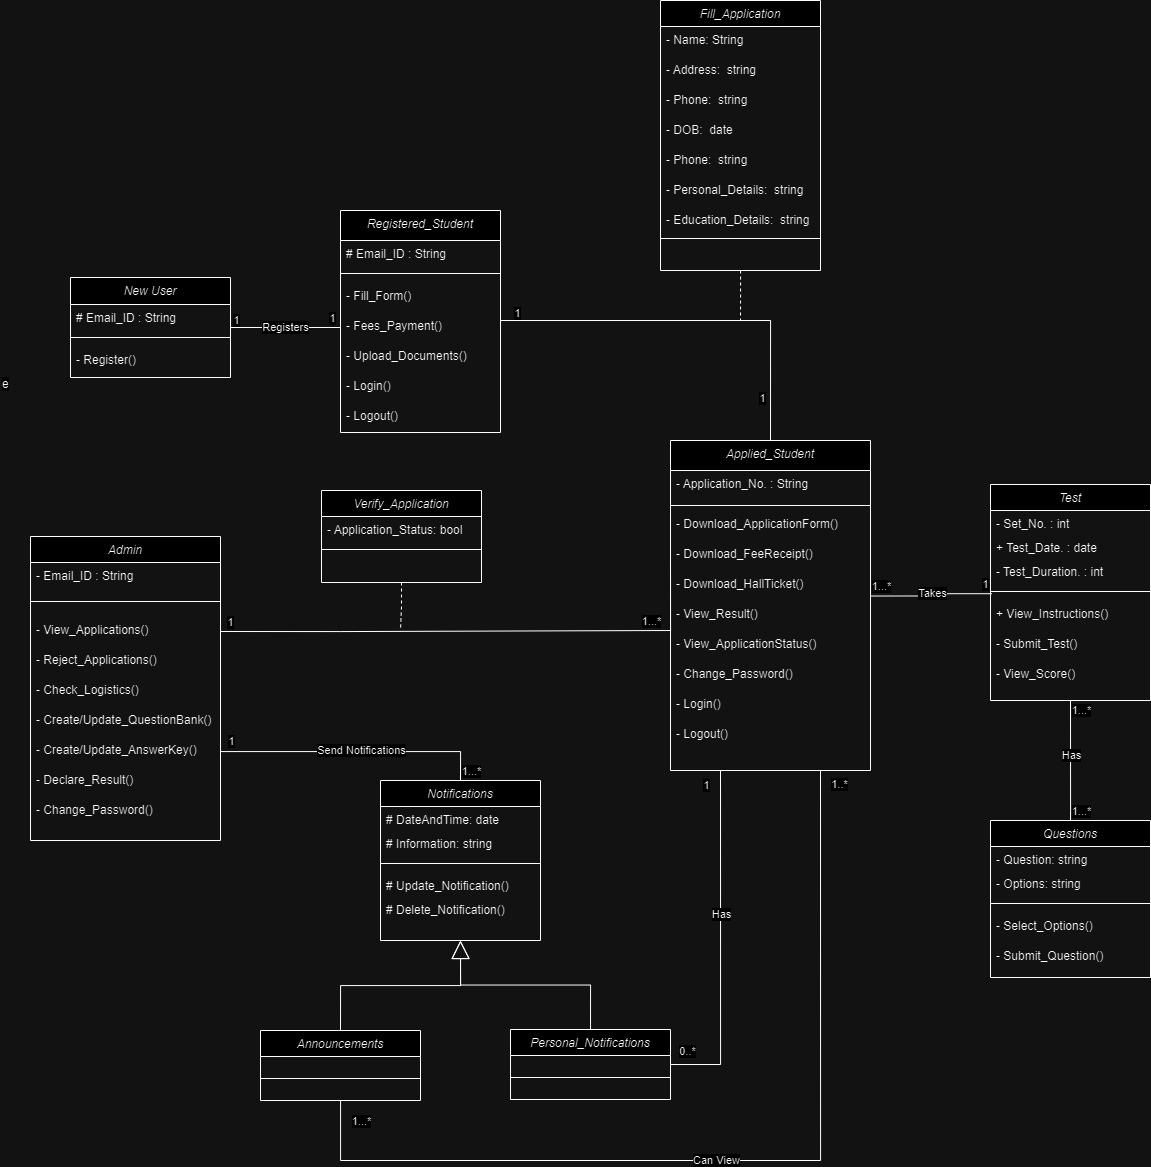 Fill_Application
- Name: String
- Address:  string
- Phone:  string
- DOB:  date
- Phone:  string
- Personal_Details:  string
- Education_Details:  string
Registered_Student
# Email_ID : String
- Fill_Form()
- Fees_Payment()
- Upload_Documents()
- Login()
- Logout()
New User
# Email_ID : String
- Register()
1
Registers
1
1
1
e
Applied_Student
- Application_No. : String
- Download_ApplicationForm()
- Download_FeeReceipt()
- Download_HallTicket()
- View_Result()
- View_ApplicationStatus()
- Change_Password()
- Login()
- Logout()
Verify_Application
- Application_Status: bool
Admin
- Email_ID : String
- View_Applications()
- Reject_Applications()
- Check_Logistics()
- Create/Update_QuestionBank()
- Create/Update_AnswerKey()
- Declare_Result()
- Change_Password()
1
1...*
Test
- Set_No. : int
+ Test_Date. : date
- Test_Duration. : int
+ View_Instructions()
- Submit_Test()
- View_Score()
1...*
Takes
1
1...*
Has
1...*
Questions
- Question: string
- Options: string
- Select_Options()
- Submit_Question()
1
Send Notifications
1...*
Notifications
# DateAndTime: date
# Information: string
# Update_Notification()
# Delete_Notification()
1
1..*
Has
0..*
Announcements
Personal_Notifications
1...*
Can View